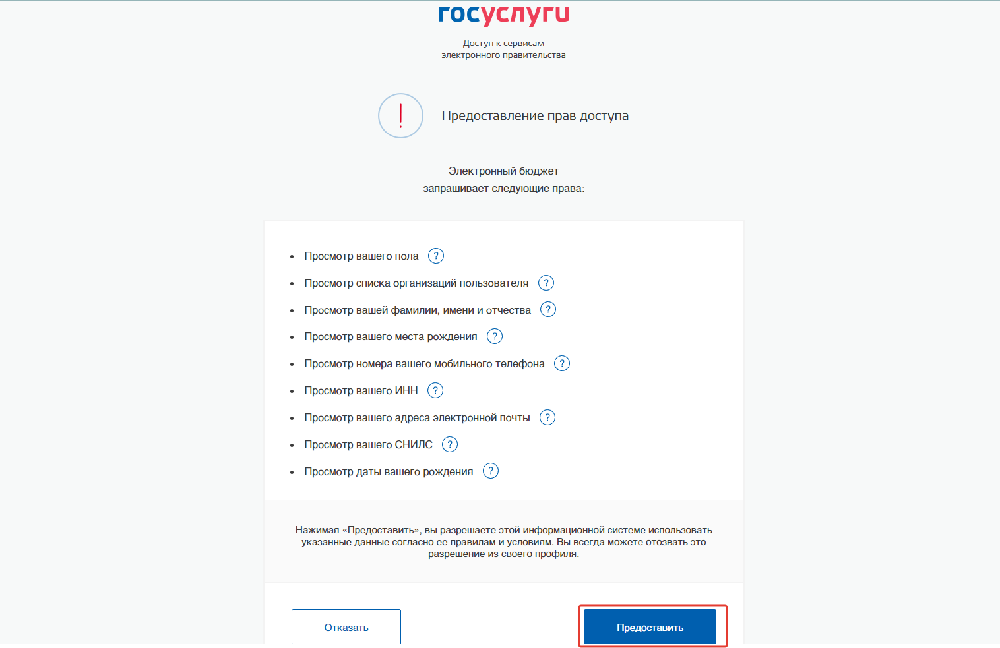 госуслуги
Доступ к сервисам
электронного правительства
Предоставление прав доступа
Электронный бюджет
запрашивает следующие права:
• Просмотр вашего пола ?
• Просмотр списка организаций пользователя ?
• Просмотр вашей фамилии, имени и отчества ?
• Просмотр вашего места рождения ?
• Просмотр номера вашего мобильного телефона ?
• Просмотр вашего ИНН ?
• Просмотр вашего адреса электронной почты ?
• Просмотр вашего СНИЛС ?
• Просмотр даты вашего рождения ?
Нажимая «Предоставить», вы разрешаете этой информационной системе использовать
указанные данные согласно ее правилам и условиям. Вы всегда можете отозвать это
разрешение из своего профиля.
Отказать
Предоставить